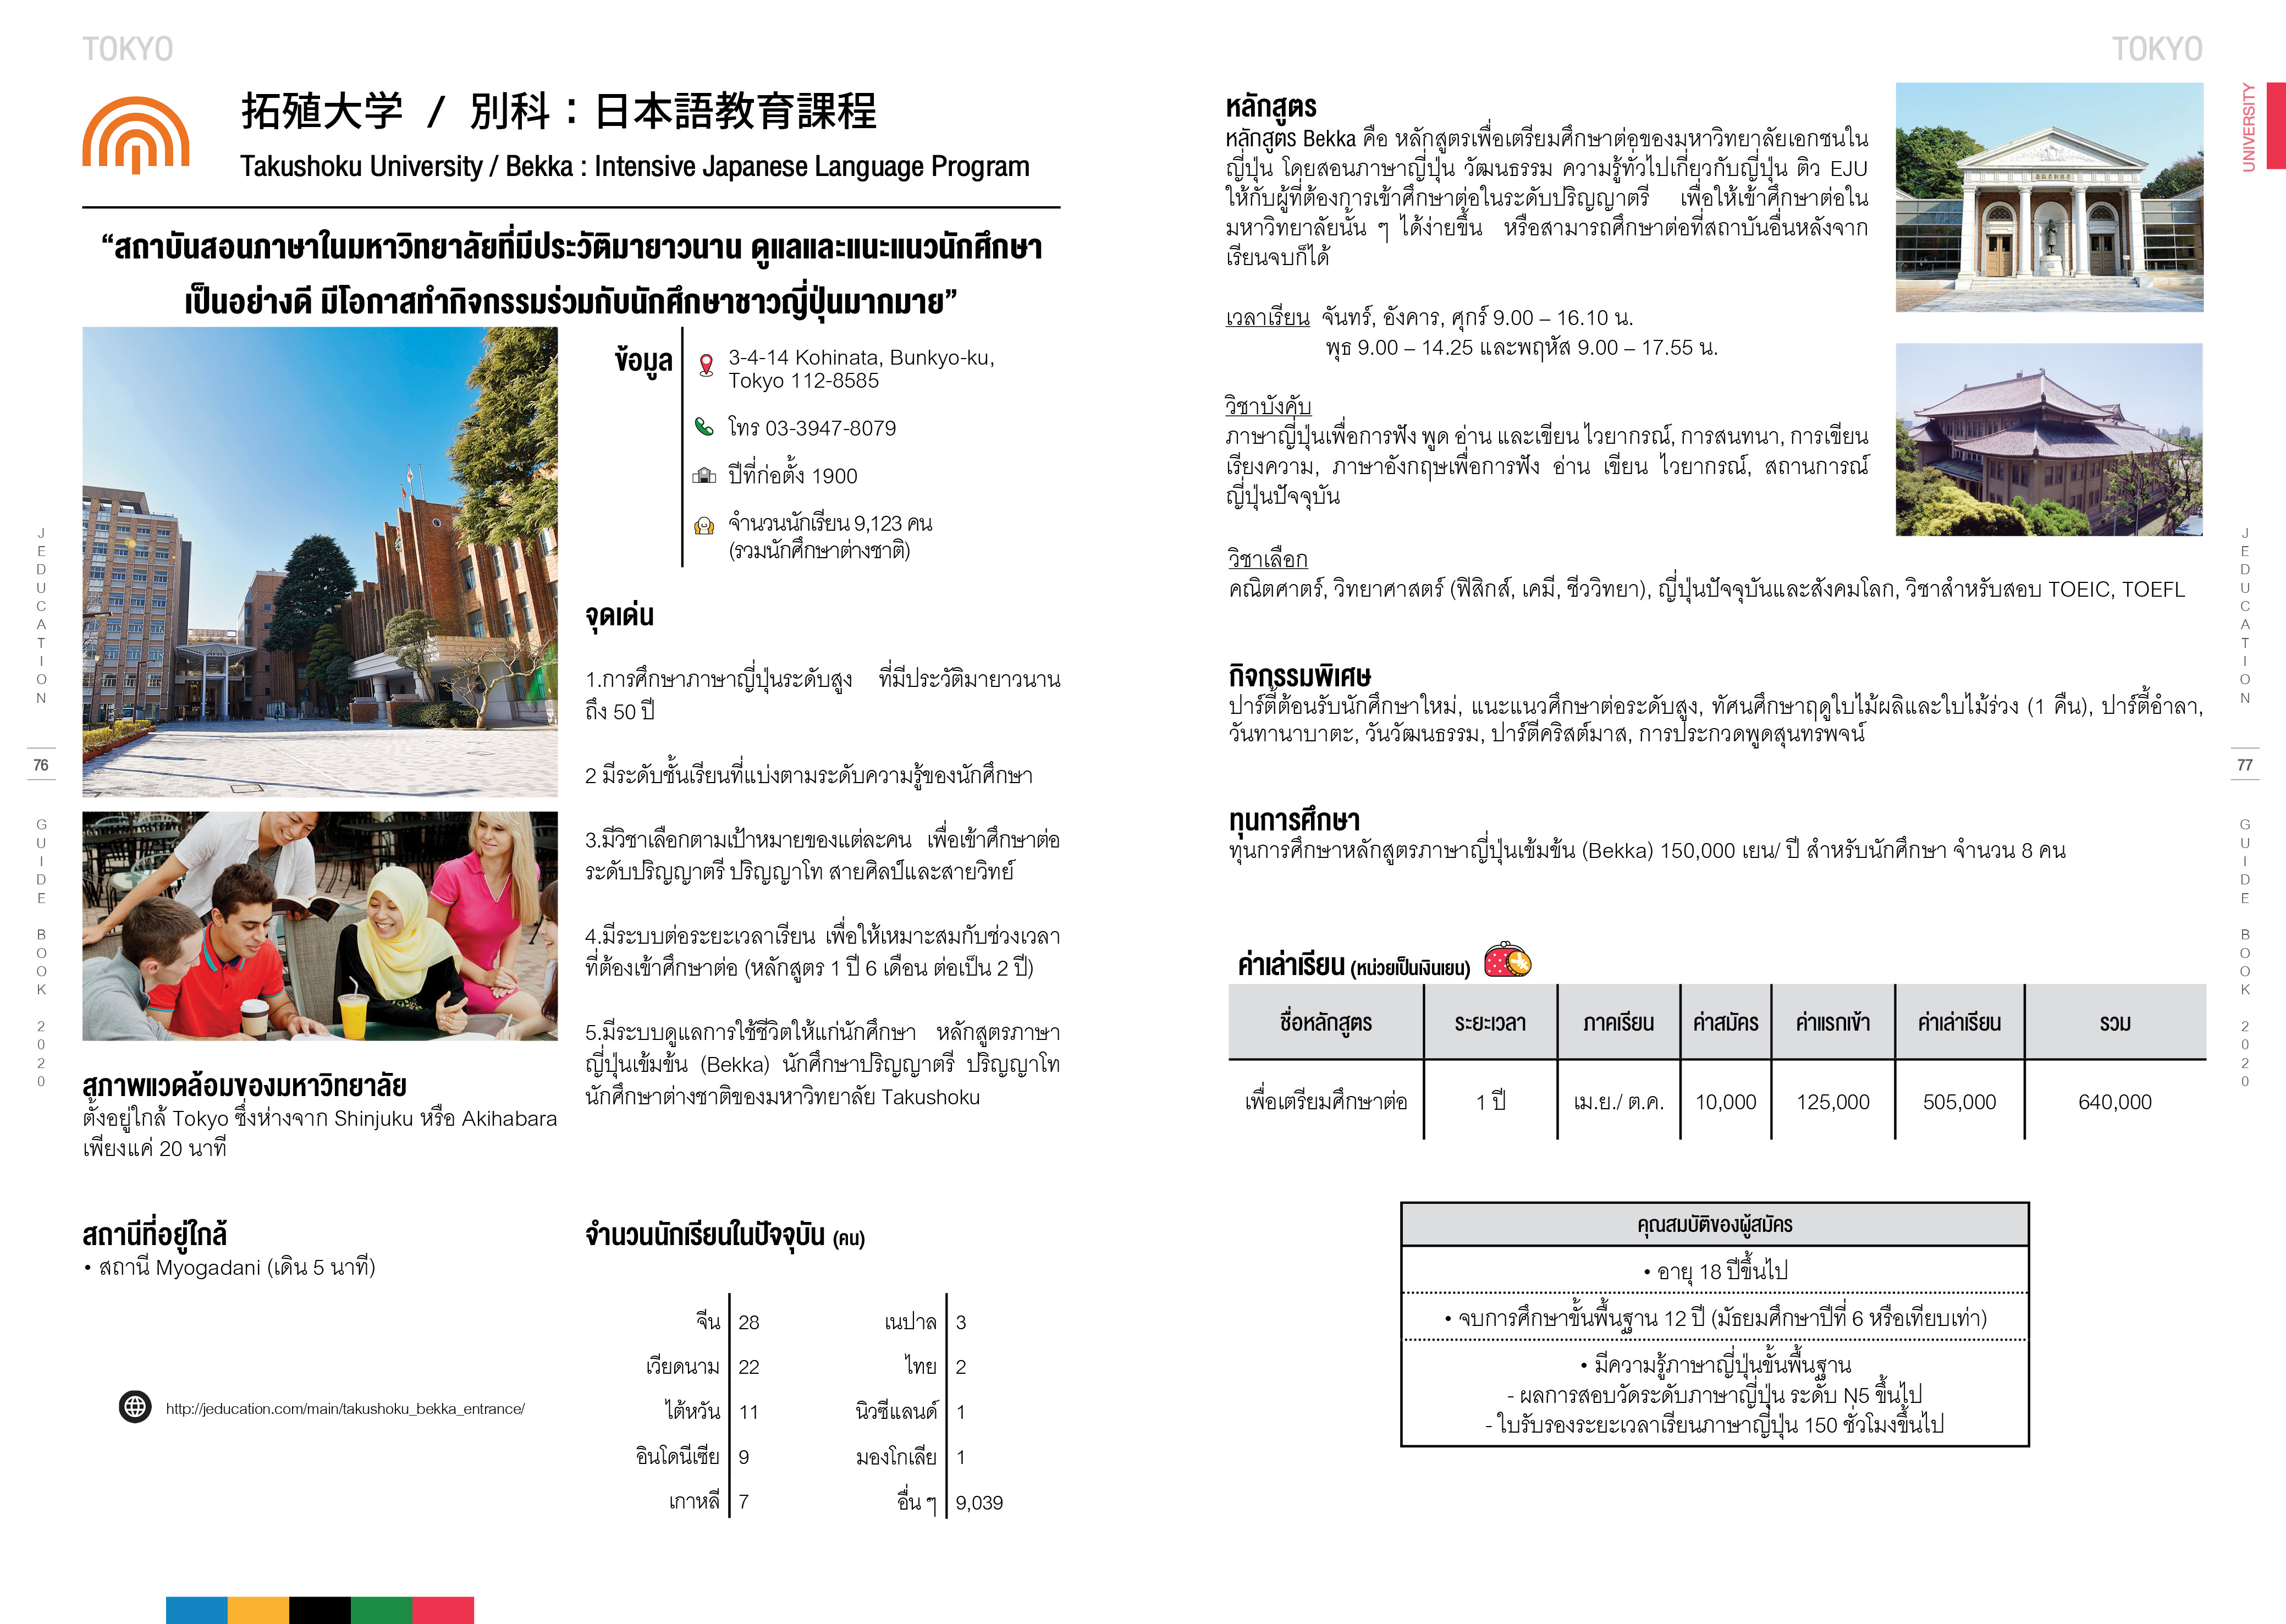 TOKYO
拓殖大学 / 別科：日本語教育課程
Takushoku University / Bekka : Intensive Japanese Language Program
“สถาบันสอนภาษาในมหาวิทยาลัยที่มีประวัติมายาวนาน ดูแลและแนะแนวนักศึกษา
เป็นอย่างดี มีโอกาสทำกิจกรรมร่วมกับนักศึกษาชาวญี่ปุ่นมากมาย”
ข้อมูล
3-4-14 Kohinata, Bunkyo-ku,
Tokyo 112-8585
โทร 03-3947-8079
ปีที่ก่อตั้ง 1900
จำนวนนักเรียน 9,123 คน
(รวมนักศึกษาต่างชาติ)
จุดเด่น
1.การศึกษาภาษาญี่ปุ่นระดับสูง ที่มีประวัติมายาวนาน
ถึง 50 ปี
2 มีระดับชั้นเรียนที่แบ่งตามระดับความรู้ของนักศึกษา
3.มีวิชาเลือกตามเป้าหมายของแต่ละคน เพื่อเข้าศึกษาต่อ
ระดับปริญญาตรี ปริญญาโท สายศิลป์และสายวิทย์
4.มีระบบต่อระยะเวลาเรียน เพื่อให้เหมาะสมกับช่วงเวลา
ที่ต้องเข้าศึกษาต่อ (หลักสูตร 1 ปี 6 เดือน ต่อเป็น 2 ปี)
5.มีระบบดูแลการใช้ชีวิตให้แก่นักศึกษา หลักสูตรภาษา
ญี่ปุ่นเข้มข้น (Bekka) นักศึกษาปริญญาตรี ปริญญาโท
นักศึกษาต่างชาติของมหาวิทยาลัย Takushoku
สภาพแวดล้อมของมหาวิทยาลัย
ตั้งอยู่ใกล้ Tokyo ซึ่งห่างจาก Shinjuku หรือ Akihabara
เพียงแค่ 20 นาที
สถานีที่อยู่ใกล้
• สถานี Myogadani (เดิน 5 นาที)
http://jeducation.com/main/takushoku_bekka_entrance/
จำนวนนักเรียนในปัจจุบัน (คน)
จีน 28 เนปาล 3
เวียดนาม 22 ไทย 2
ไต้หวัน 11 นิวซีแลนด์ 1
อินโดนีเซีย 9 มองโกเลีย 1
เกาหลี 7 อื่น ๆ 9,039
JEDUCATION
76
GUIDE BOOK 2020
TOKYO
UNIVERSITY
หลักสูตร
หลักสูตร Bekka คือ หลักสูตรเพื่อเตรียมศึกษาต่อของมหาวิทยาลัยเอกชนใน
ญี่ปุ่น โดยสอนภาษาญี่ปุ่น วัฒนธรรม ความรู้ทั่วไปเกี่ยวกับญี่ปุ่น ติว EJU
ให้กับผู้ที่ต้องการเข้าศึกษาต่อในระดับปริญญาตรี เพื่อให้เข้าศึกษาต่อใน
มหาวิทยาลัยนั้น ๆ ได้ง่ายขึ้น หรือสามารถศึกษาต่อที่สถาบันอื่นหลังจาก
เรียนจบก็ได้
เวลาเรียน จันทร์, อังคาร, ศุกร์ 9.00 – 16.10 น.
พุธ 9.00 – 14.25 และพฤหัส 9.00 – 17.55 น.
วิชาบังคับ
ภาษาญี่ปุ่นเพื่อการฟัง พูด อ่าน และเขียน ไวยากรณ์, การสนทนา, การเขียน
เรียงความ, ภาษาอังกฤษเพื่อการฟัง อ่าน เขียน ไวยากรณ์, สถานการณ์
ญี่ปุ่นปัจจุบัน
วิชาเลือก
คณิตศาตร์, วิทยาศาสตร์ (ฟิสิกส์, เคมี, ชีววิทยา), ญี่ปุ่นปัจจุบันและสังคมโลก, วิชาสำหรับสอบ TOEIC, TOEFL
กิจกรรมพิเศษ
ปาร์ตี้ต้อนรับนักศึกษาใหม่, แนะแนวศึกษาต่อระดับสูง, ทัศนศึกษาฤดูใบไม้ผลิและใบไม้ร่วง (1 คืน), ปาร์ตี้อำลา,
วันทานาบาตะ, วันวัฒนธรรม, ปาร์ตีคริสต์มาส, การประกวดพูดสุนทรพจน์
ทุนการศึกษา
ทุนการศึกษาหลักสูตรภาษาญี่ปุ่นเข้มข้น (Bekka) 150,000 เยน/ ปี สำหรับนักศึกษา จำนวน 8 คน
ค่าเล่าเรียน (หน่วยเป็นเงินเยน)
ชื่อหลักสูตร ระยะเวลา ภาคเรียน ค่าสมัคร ค่าแรกเข้า ค่าเล่าเรียน รวม
เพื่อเตรียมศึกษาต่อ 1 ปี เม.ย./ ต.ค. 10,000 125,000 505,000 640,000
คุณสมบัติของผู้สมัคร
• อายุ 18 ปีขึ้นไป
• จบการศึกษาขั้นพื้นฐาน 12 ปี (มัธยมศึกษาปีที่ 6 หรือเทียบเท่า)
• มีความรู้ภาษาญี่ปุ่นขั้นพื้นฐาน
- ผลการสอบวัดระดับภาษาญี่ปุ่น ระดับ N5 ขึ้นไป
- ใบรับรองระยะเวลาเรียนภาษาญี่ปุ่น 150 ชั่วโมงขึ้นไป
JEDUCATION
77
GUIDE BOOK 2020